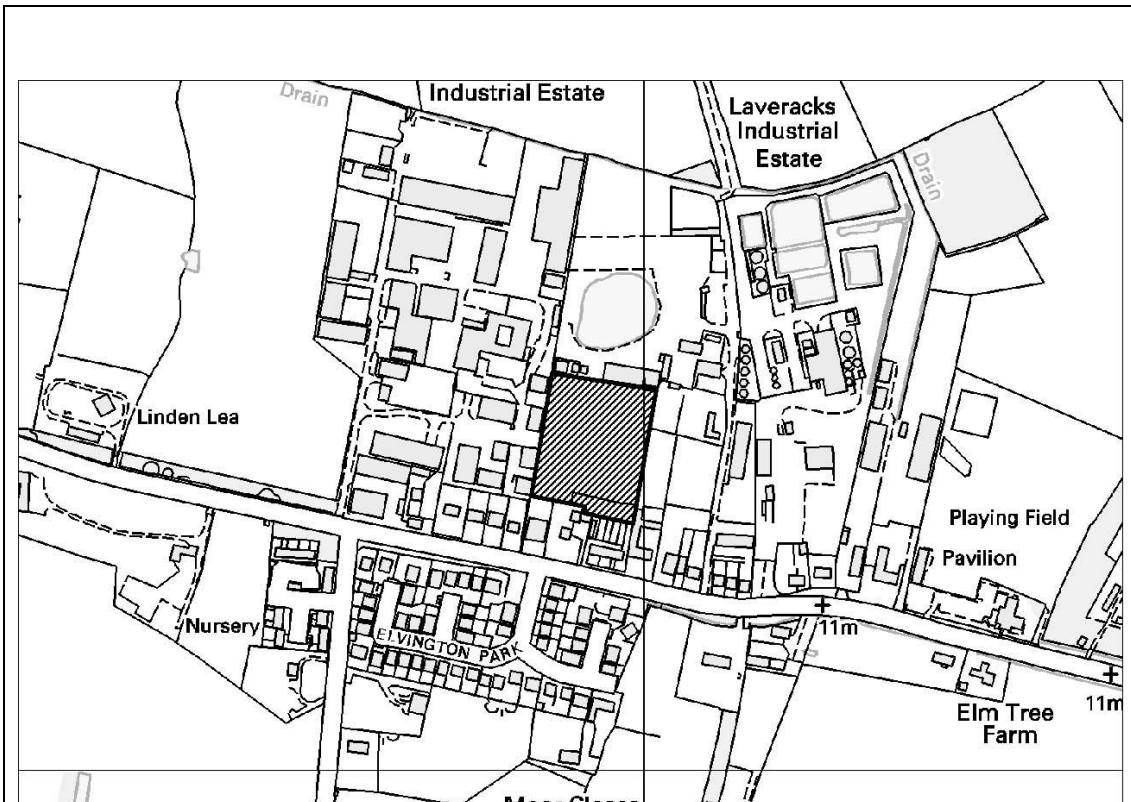 Drain
Industrial Estate
Laveracks
Industrial
Estate
Drain
Linden Lea
Playing Field
Pavilion
Nursery
11m
ELVINGTON PARK
11m
Elm Tree
Farm